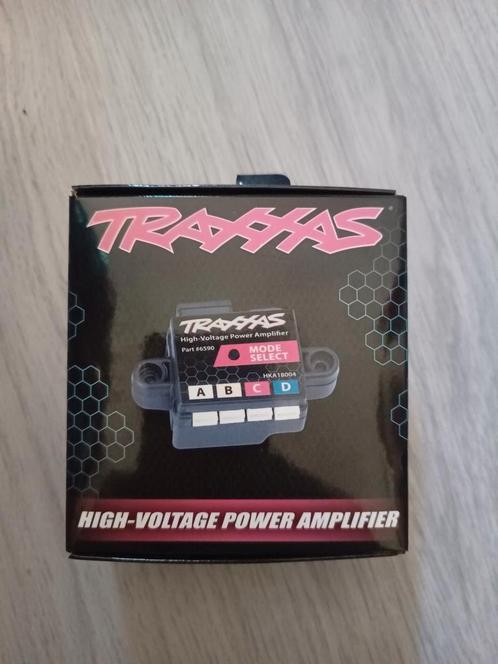 TRAXXAS
TRAXXAS
High-Voltage Power Amplifier
Part #6590
MODE
SELECT
HKA18004
A B C D
HIGH-VOLTAGE POWER AMPLIFIER